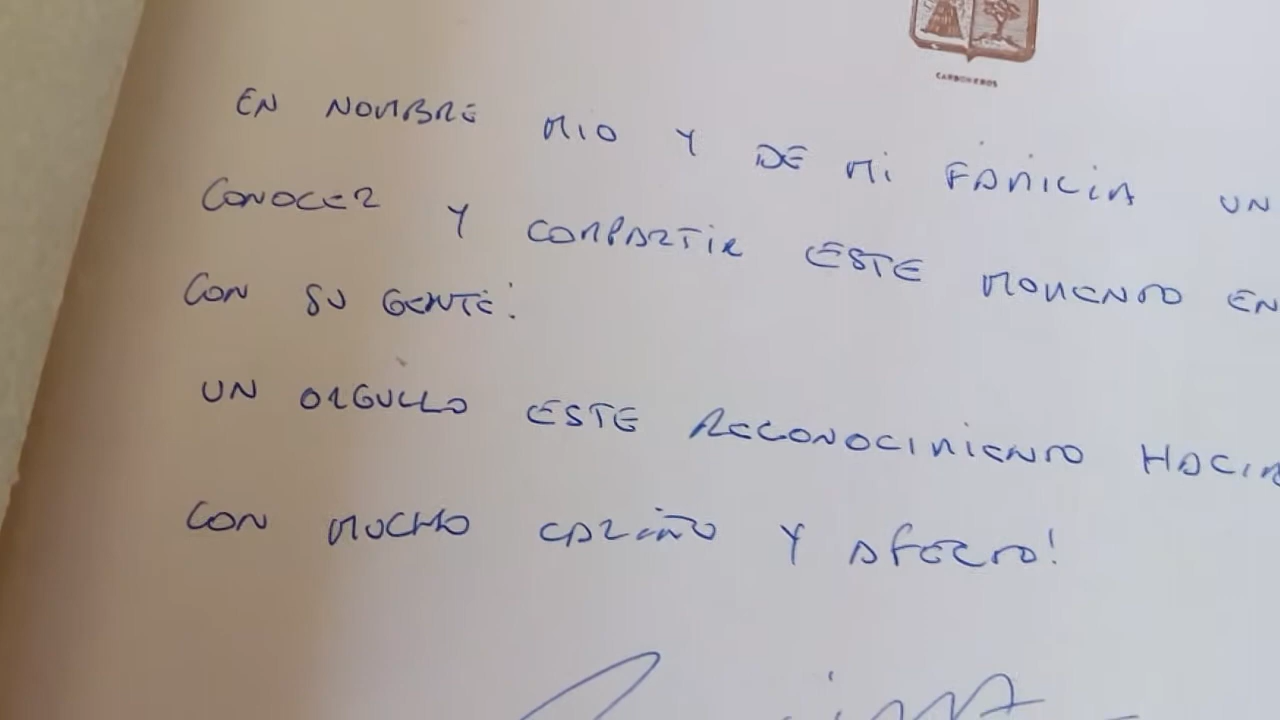 CARBONEROS
EN NOMBRE MIO Y DE MI FAMILIA UN
CONOCER Y COMPARTIR ESTE MOMENTO EN
CON SU GENTE!
UN ORGULLO ESTE RECONOCIMIENTO HACIA
CON MUCHO CARIÑO Y AFECTO!